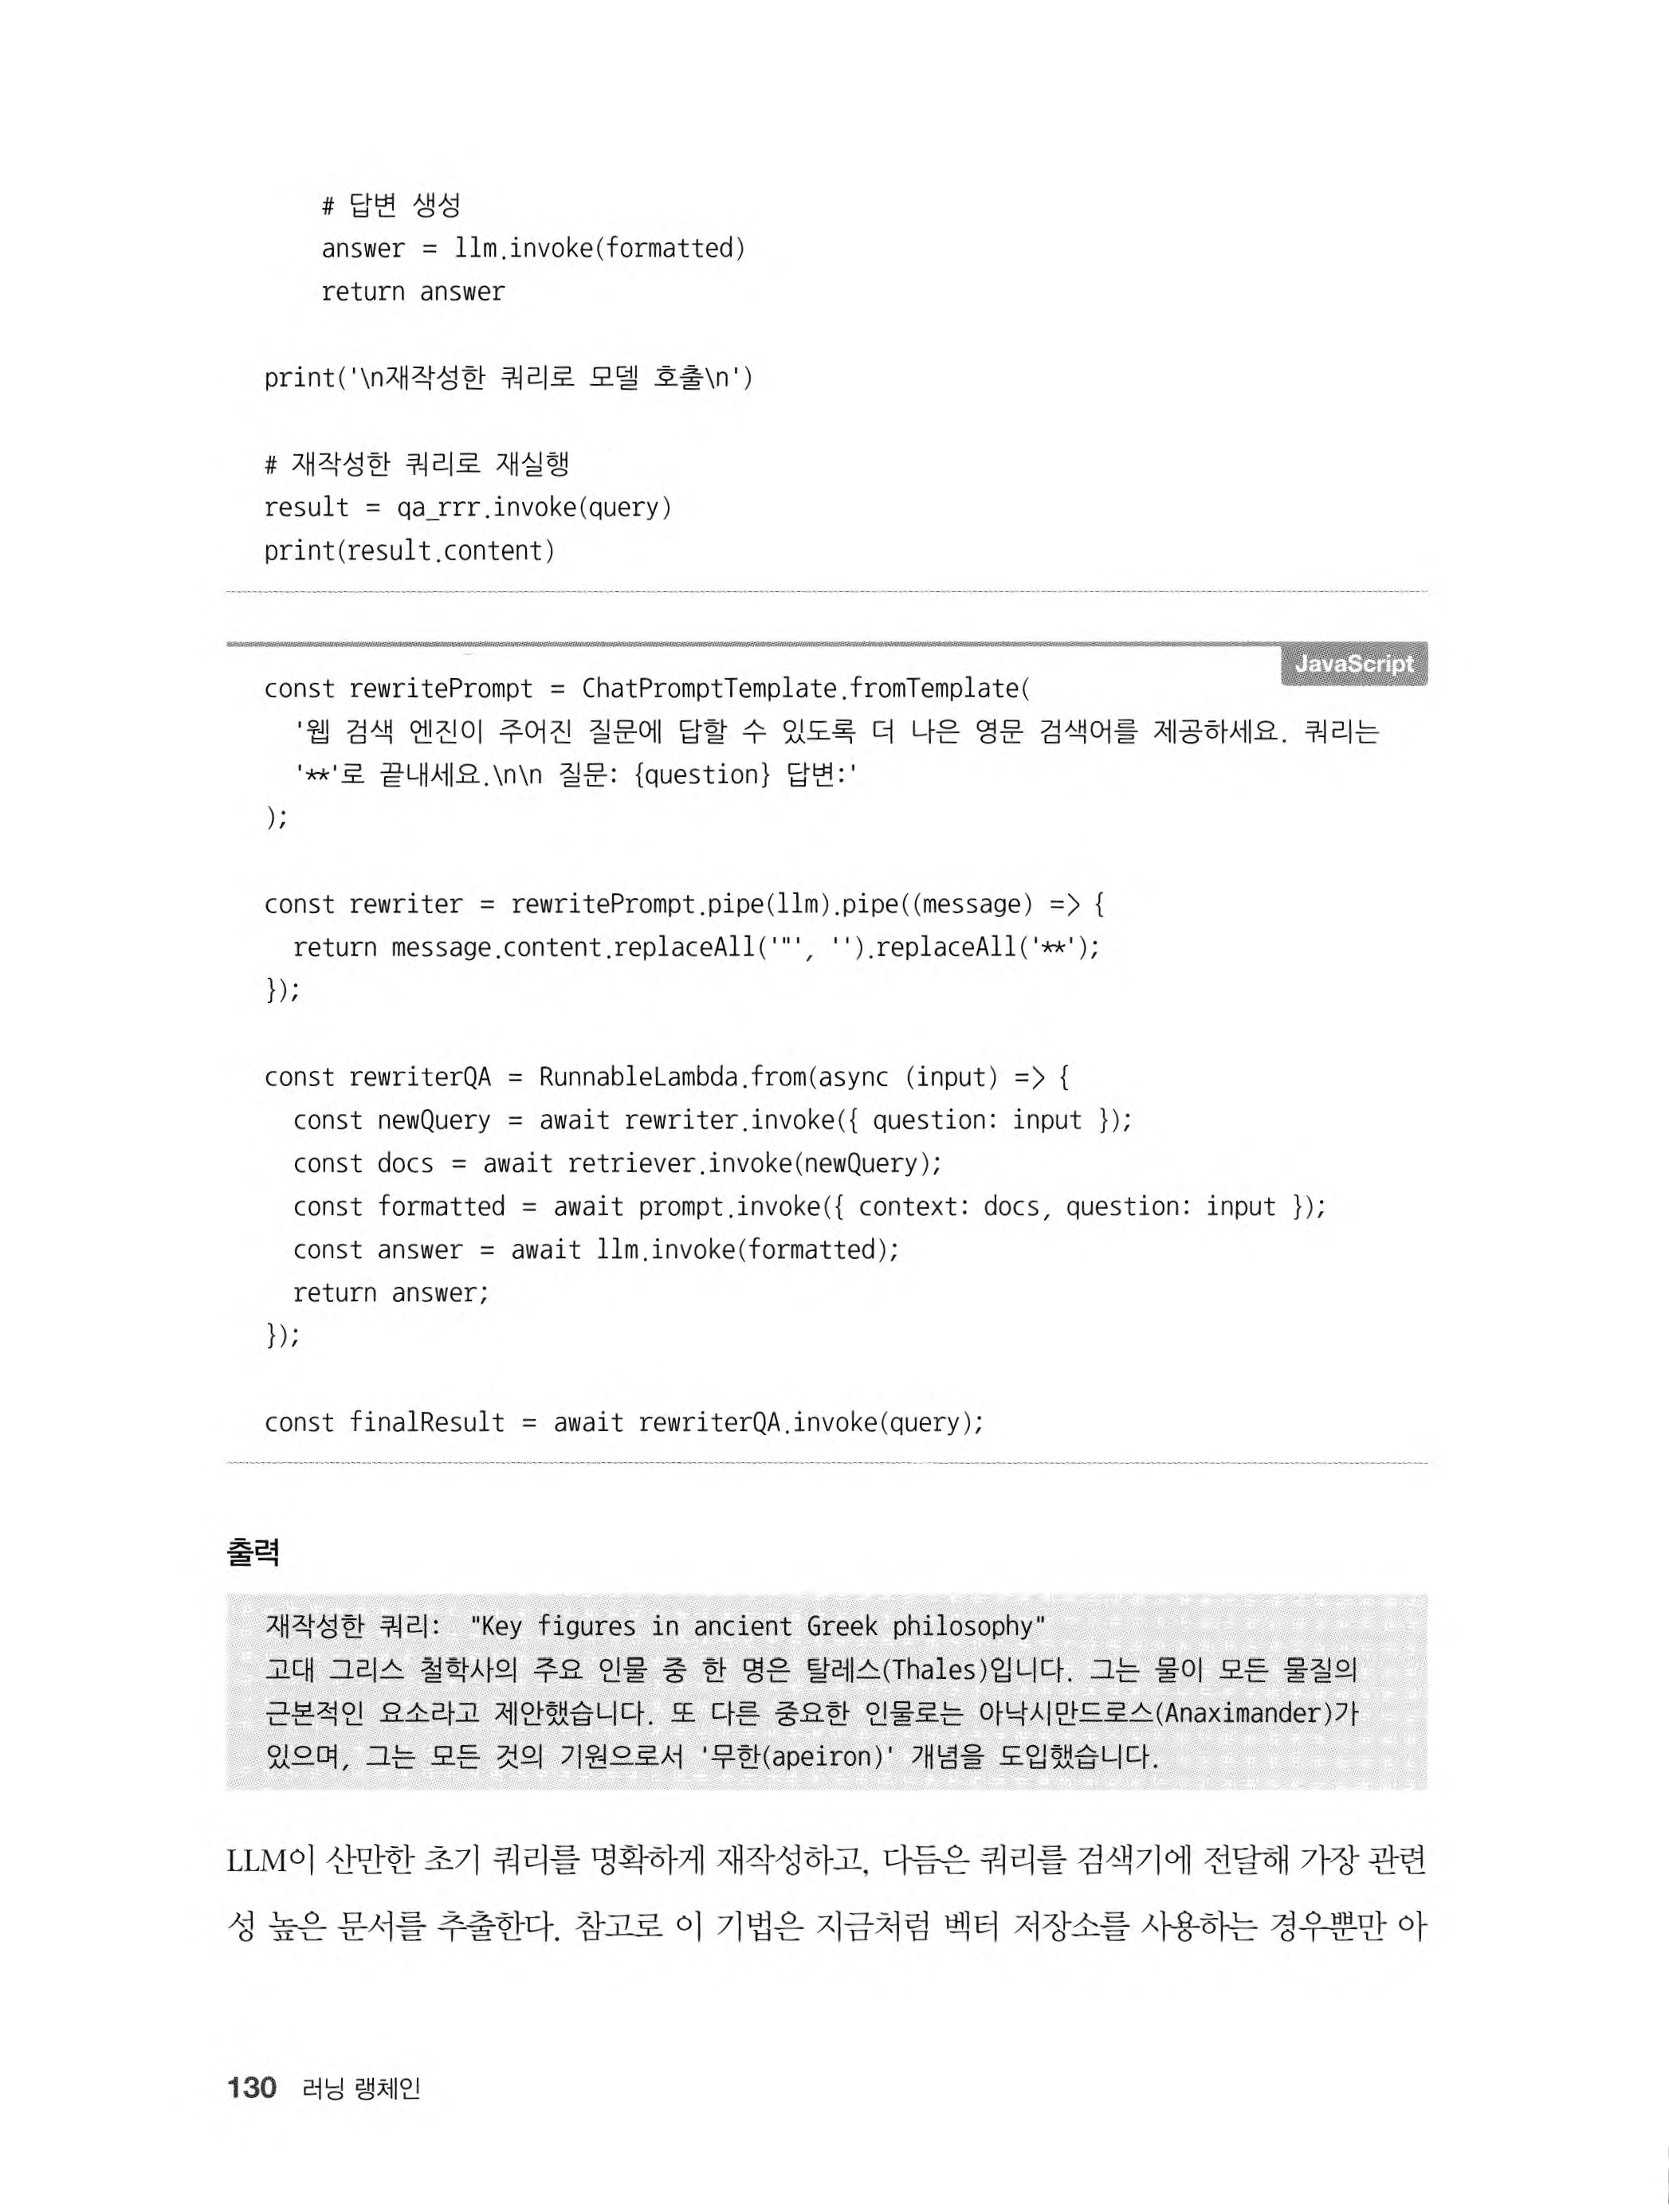 # 답변 생성
answer = llm.invoke(formatted)
return answer
print('\n재작성한 쿼리로 모델 호출\n')
# 재작성한 쿼리로 재실행
result = qa_rrr.invoke(query)
print(result.content)
JavaScript
const rewritePrompt = ChatPromptTemplate.fromTemplate(
'웹 검색 엔진이 주어진 질문에 답할 수 있도록 더 나은 영문 검색어를 제공하세요. 쿼리는
'**'로 끝내세요.\n\n 질문: {question} 답변:'
);
const rewriter = rewritePrompt.pipe(llm).pipe((message) => {
return message.content.replaceAll('"', '').replaceAll('**');
});
const rewriterQA = RunnableLambda.from(async (input) => {
const newQuery = await rewriter.invoke({ question: input });
const docs = await retriever.invoke(newQuery);
const formatted = await prompt.invoke({ context: docs, question: input });
const answer = await llm.invoke(formatted);
return answer;
});
const finalResult = await rewriterQA.invoke(query);
출력
재작성한 쿼리: "Key figures in ancient Greek philosophy"
고대 그리스 철학사의 주요 인물 중 한 명은 탈레스(Thales)입니다. 그는 물이 모든 물질의
근본적인 요소라고 제안했습니다. 또 다른 중요한 인물로는 아낙시만드로스(Anaximander)가
있으며, 그는 모든 것의 기원으로서 '무한(apeiron)' 개념을 도입했습니다.
LLM이 산만한 초기 쿼리를 명확하게 재작성하고, 다듬은 쿼리를 검색기에 전달해 가장 관련
성 높은 문서를 추출한다. 참고로 이 기법은 지금처럼 벡터 저장소를 사용하는 경우뿐만 아
130 러닝 랭체인